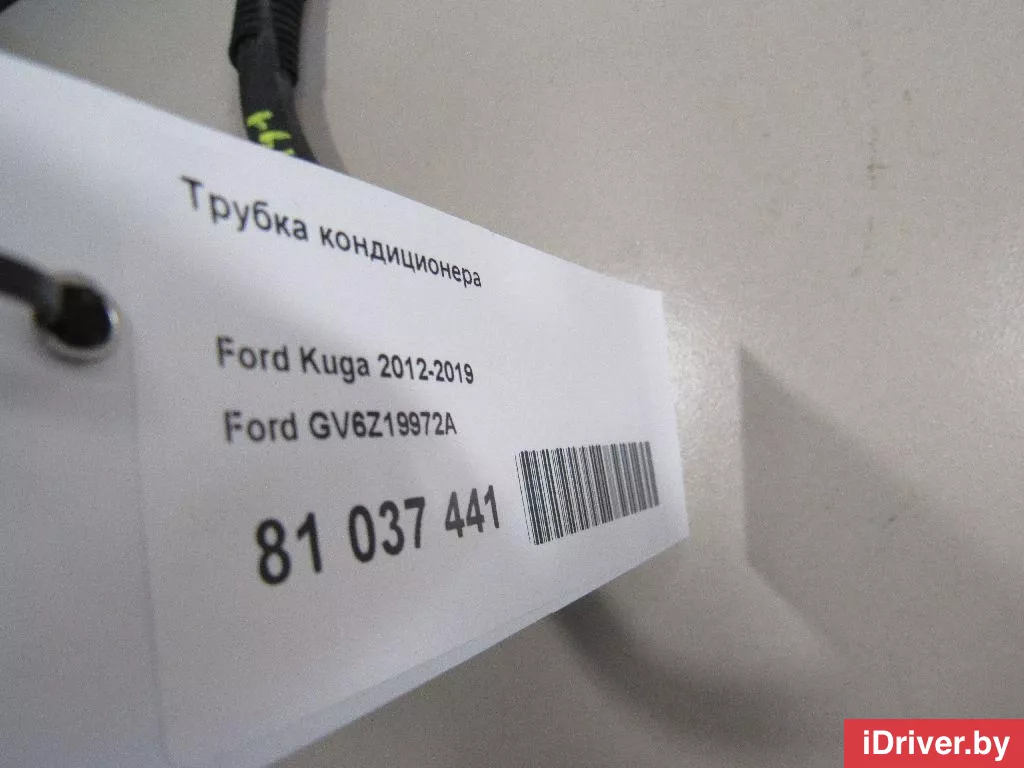 Трубка кондиционера
Ford Kuga 2012-2019
Ford GV6Z19972A
81 037 441
iDriver.by